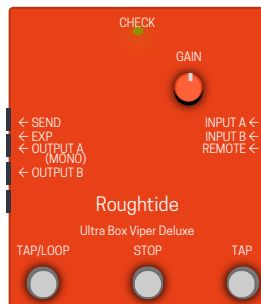 CHECK
GAIN
← SEND
← EXP
← OUTPUT A
(MONO)
← OUTPUT B
INPUT A ←
INPUT B ←
REMOTE ←
Roughtide
Ultra Box Viper Deluxe
TAP/LOOP
STOP
TAP